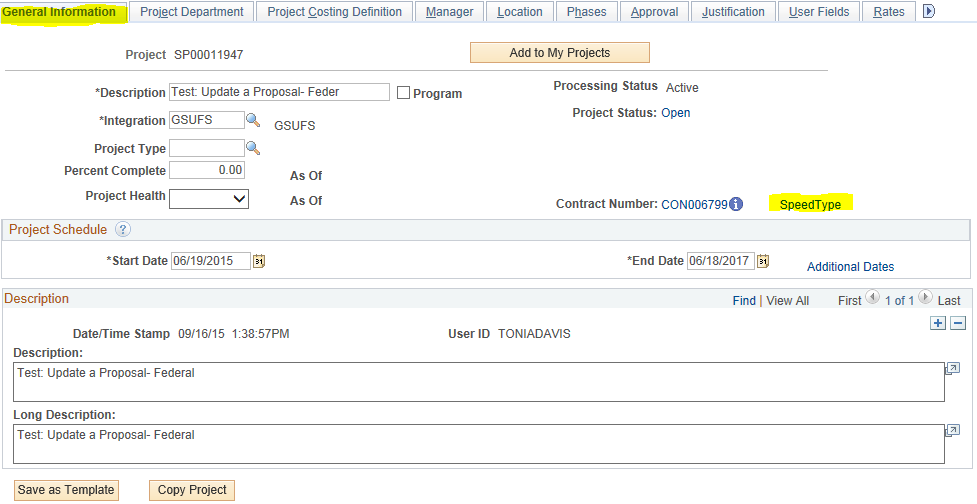 General Information Project Department Project Costing Definition Manager Location Phases Approval Justification User Fields Rates
Project SP00011947 Add to My Projects
*Description Test: Update a Proposal- Feder Program Processing Status Active
*Integration GSUFS GSUFS Project Status: Open
Project Type
Percent Complete 0.00 As Of
Project Health As Of Contract Number: CON006799 SpeedType
Project Schedule ?
*Start Date 06/19/2015 31 *End Date 06/18/2017 31 Additional Dates
Description Find | View All First 1 of 1 Last
Date/Time Stamp 09/16/15 1:38:57PM User ID TONIADAVIS + −
Description:
Test: Update a Proposal- Federal
Long Description:
Test: Update a Proposal- Federal
Save as Template Copy Project